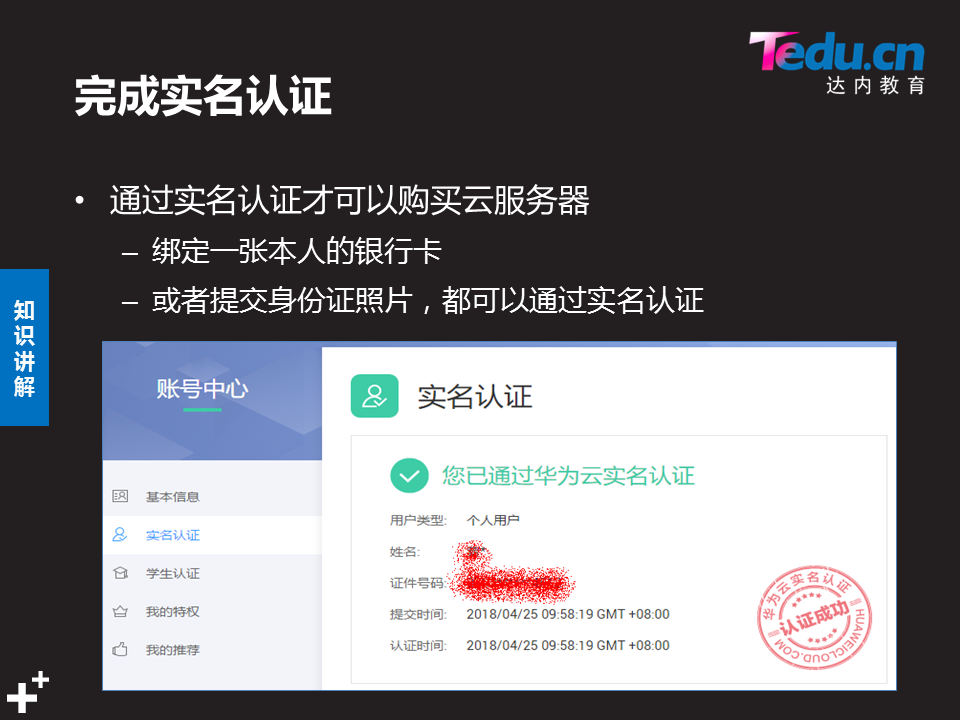 Tedu.cn
达内教育
完成实名认证
• 通过实名认证才可以购买云服务器
– 绑定一张本人的银行卡
– 或者提交身份证照片，都可以通过实名认证
知识讲解
账号中心
基本信息
实名认证
学生认证
我的特权
我的推荐
实名认证
您已通过华为云实名认证
用户类型: 个人用户
姓名:
证件号码:
提交时间: 2018/04/25 09:58:19 GMT +08:00
认证时间: 2018/04/25 09:58:19 GMT +08:00
华为云实名认证
认证成功
HUAWEICLOUD.COM